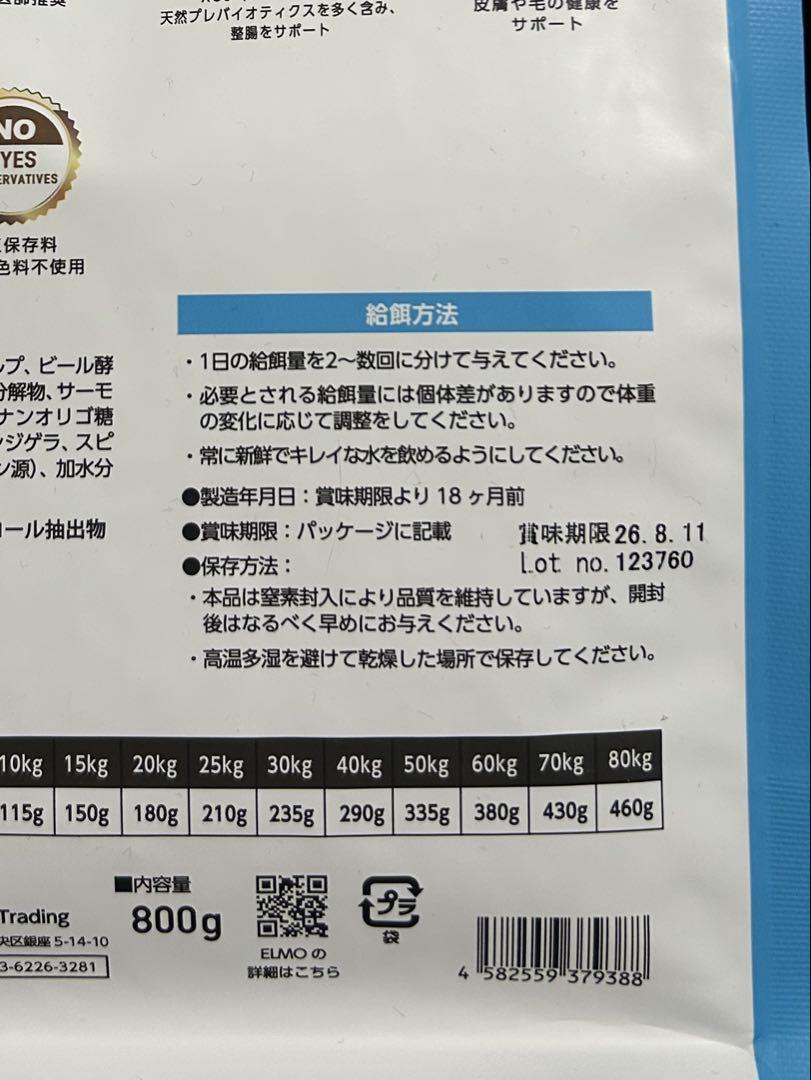 天然プレバイオティクスを多く含み、
整腸をサポート
皮膚や毛の健康を
サポート
NO
YES
ERVATIVES
保存料
色料不使用
給餌方法
・1日の給餌量を2〜数回に分けて与えてください。
・必要とされる給餌量には個体差がありますので体重
の変化に応じて調整をしてください。
・常に新鮮でキレイな水を飲めるようにしてください。
●製造年月日：賞味期限より 18 ヶ月前
●賞味期限：パッケージに記載
賞味期限 26.8.11
Lot no. 123760
●保存方法：
・本品は窒素封入により品質を維持していますが、開封
後はなるべく早めにお与えください。
・高温多湿を避けて乾燥した場所で保存してください。
ルプ、ビール酵
分解物、サーモ
ナンオリゴ糖
ンジゲラ、スピ
ン源）、加水分
ロール抽出物
10kg 15kg 20kg 25kg 30kg 40kg 50kg 60kg 70kg 80kg
115g 150g 180g 210g 235g 290g 335g 380g 430g 460g
Trading
央区銀座 5-14-10
3-6226-3281
■内容量
800g
ELMO の
詳細はこちら
プラ
袋
4 582559 379388